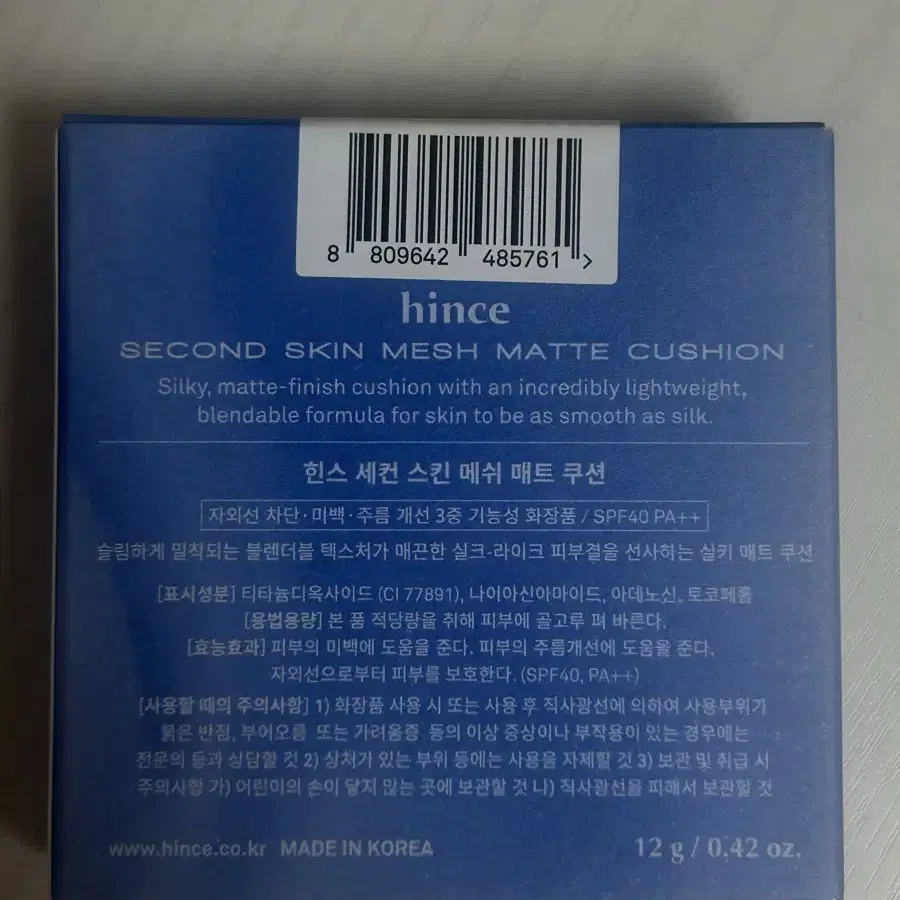 8 809642 485761 >
hince
SECOND SKIN MESH MATTE CUSHION
Silky, matte-finish cushion with an incredibly lightweight,
blendable formula for skin to be as smooth as silk.
힌스 세컨 스킨 메쉬 매트 쿠션
자외선 차단·미백·주름 개선 3중 기능성 화장품 / SPF40 PA++
슬림하게 밀착되는 블렌더블 텍스처가 매끈한 실크-라이크 피부결을 선사하는 실키 매트 쿠션
[표시성분] 티타늄디옥사이드 (CI 77891), 나이아신아마이드, 아데노신, 토코페롤
[용법용량] 본 품 적당량을 취해 피부에 골고루 펴 바른다.
[효능효과] 피부의 미백에 도움을 준다. 피부의 주름개선에 도움을 준다.
자외선으로부터 피부를 보호한다. (SPF40, PA++)
[사용할 때의 주의사항] 1) 화장품 사용 시 또는 사용 후 직사광선에 의하여 사용부위가
붉은 반점, 부어오름 또는 가려움증 등의 이상 증상이나 부작용이 있는 경우에는
전문의 등과 상담할 것 2) 상처가 있는 부위 등에는 사용을 자제할 것 3) 보관 및 취급 시
주의사항 가) 어린이의 손이 닿지 않는 곳에 보관할 것 나) 직사광선을 피해서 보관할 것
www.hince.co.kr MADE IN KOREA
12 g / 0.42 oz.